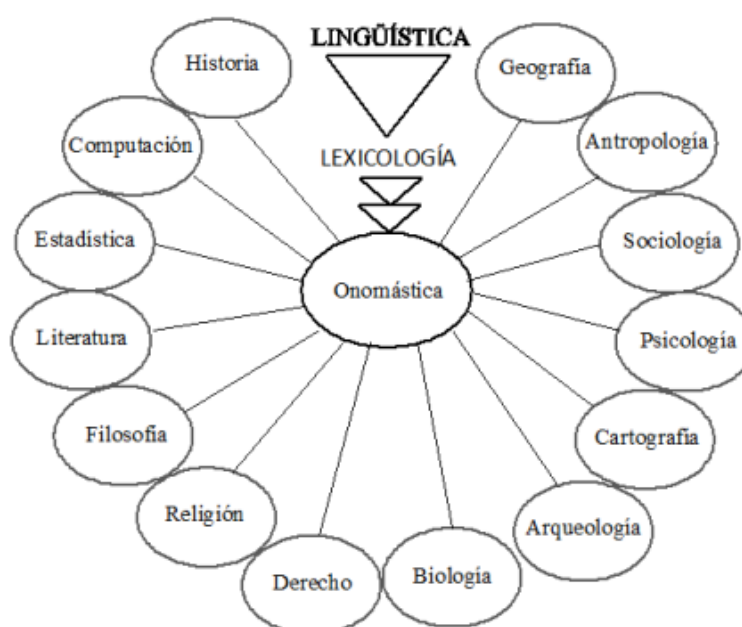 LINGÜÍSTICA
Historia
Geografía
Computación
LEXICOLOGÍA
Antropología
Estadística
Sociología
Onomástica
Literatura
Psicología
Filosofía
Cartografía
Religión
Arqueología
Derecho
Biología